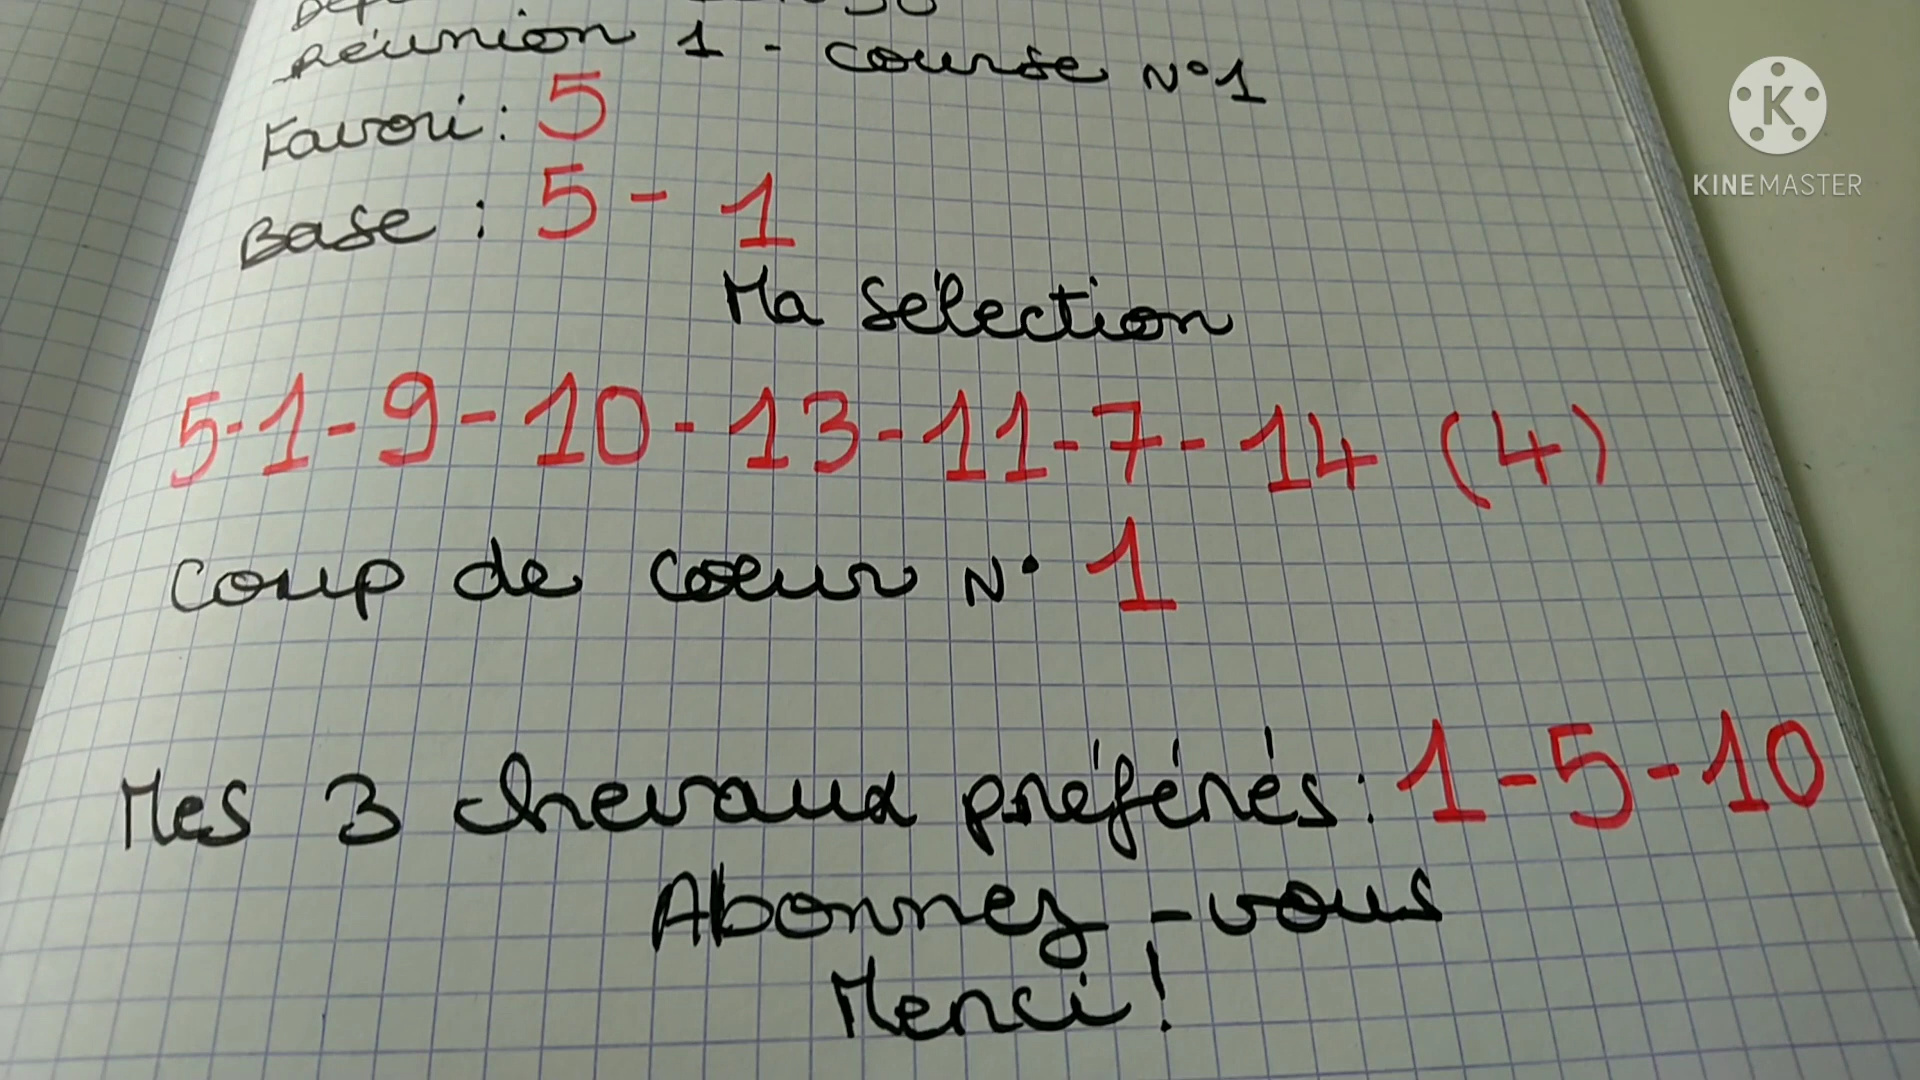 Réunion 1 - course N°1
Favori : 5
Base : 5 - 1
Ma sélection
5-1-9-10-13-11-7-14 (4)
coup de coeur N° 1
Mes 3 chevaux préférés : 1-5-10
Abonnez-vous
Merci !
KINEMASTER